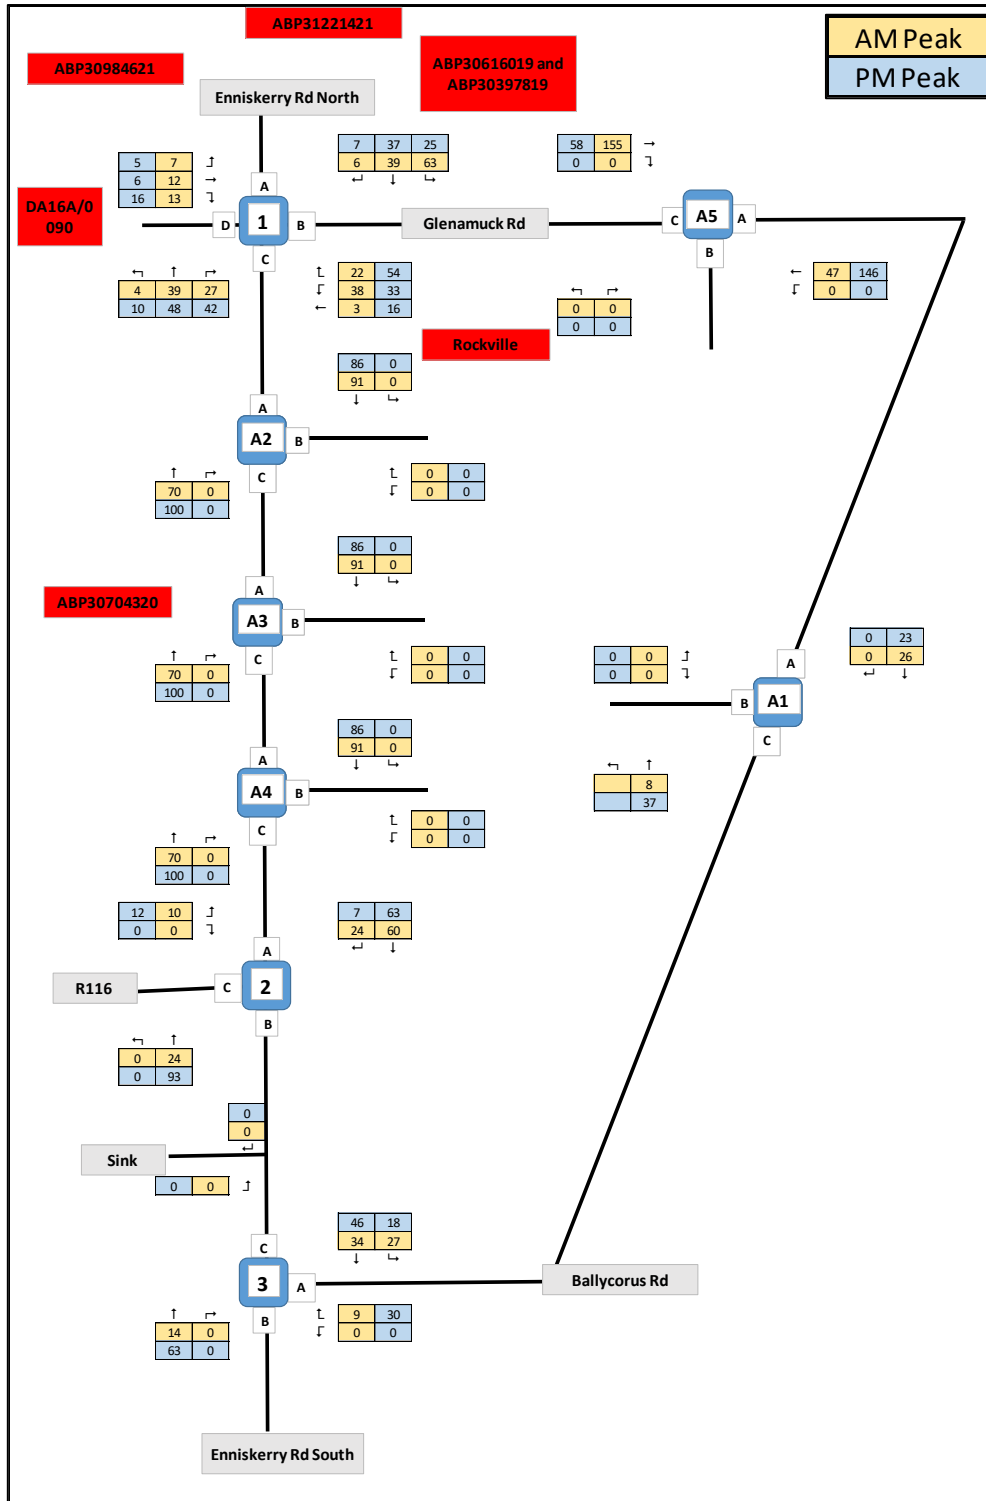 ABP31221421
AM Peak
PM Peak
ABP30984621
ABP30616019 and
ABP30397819
Enniskerry Rd North
7 37 25
6 39 63
↵ ↓ ↳
58 155 →
0 0 ↴
5 7 ↱
6 12 →
16 13 ↴
DA16A/0
090
A
D 1 B
C
Glenamuck Rd
C A5 A
B
↰ ↑ ↱
4 39 27
10 48 42
↑ 22 54
↓ 38 33
← 3 16
← 47 146
↓ 0 0
↰ ↱
0 0
0 0
Rockville
86 0
91 0
↓ ↳
A
A2 B
C
↑ ↱
70 0
100 0
↑ 0 0
↓ 0 0
86 0
91 0
↓ ↳
ABP30704320
A
A3 B
C
↑ ↱
70 0
100 0
↑ 0 0
↓ 0 0
0 0 ↱
0 0 ↴
0 23
0 26
↵ ↓
A
B A1
C
↰ ↑
8
37
86 0
91 0
↓ ↳
A
A4 B
C
↑ ↱
70 0
100 0
↑ 0 0
↓ 0 0
12 10 ↱
0 0 ↴
7 63
24 60
↵ ↓
A
R116
C 2
B
↰ ↑
0 24
0 93
0
0
↵
Sink
0 0 ↱
46 18
34 27
↓ ↳
C
3 A
B
Ballycorus Rd
↑ ↱
14 0
63 0
↑ 9 30
↓ 0 0
Enniskerry Rd South